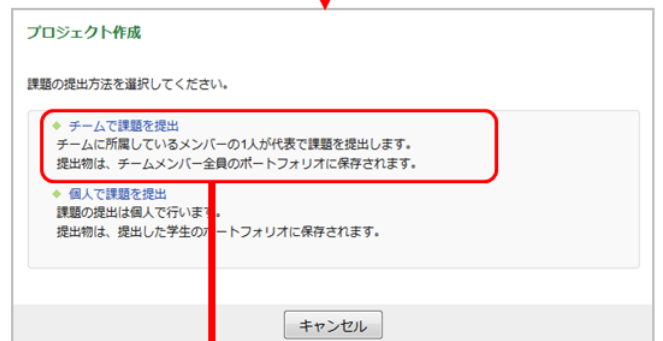 プロジェクト作成
課題の提出方法を選択してください。
チームで課題を提出
チームに所属しているメンバーの1人が代表で課題を提出します。
提出物は、チームメンバー全員のポートフォリオに保存されます。
個人で課題を提出
課題の提出は個人で行います。
提出物は、提出した学生のポートフォリオに保存されます。
キャンセル